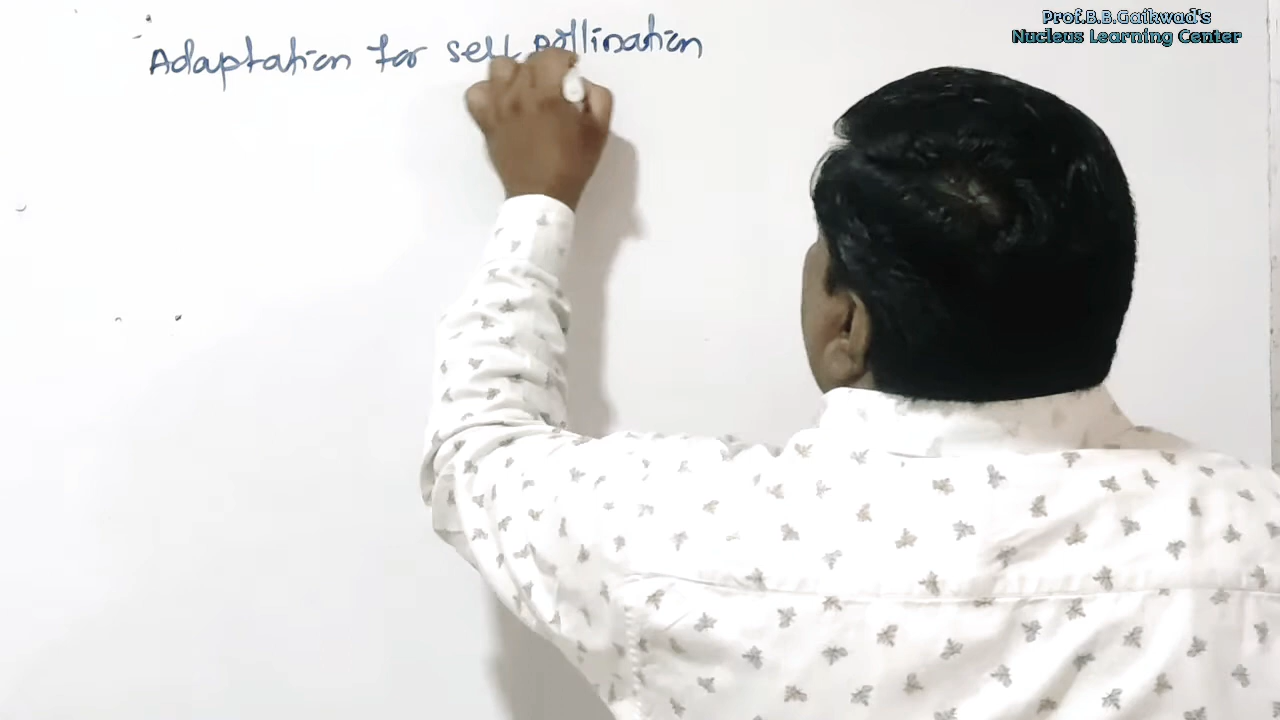 Prof.B.B.Gaikwad's
Nucleus Learning Center
Adaptation for self pollination